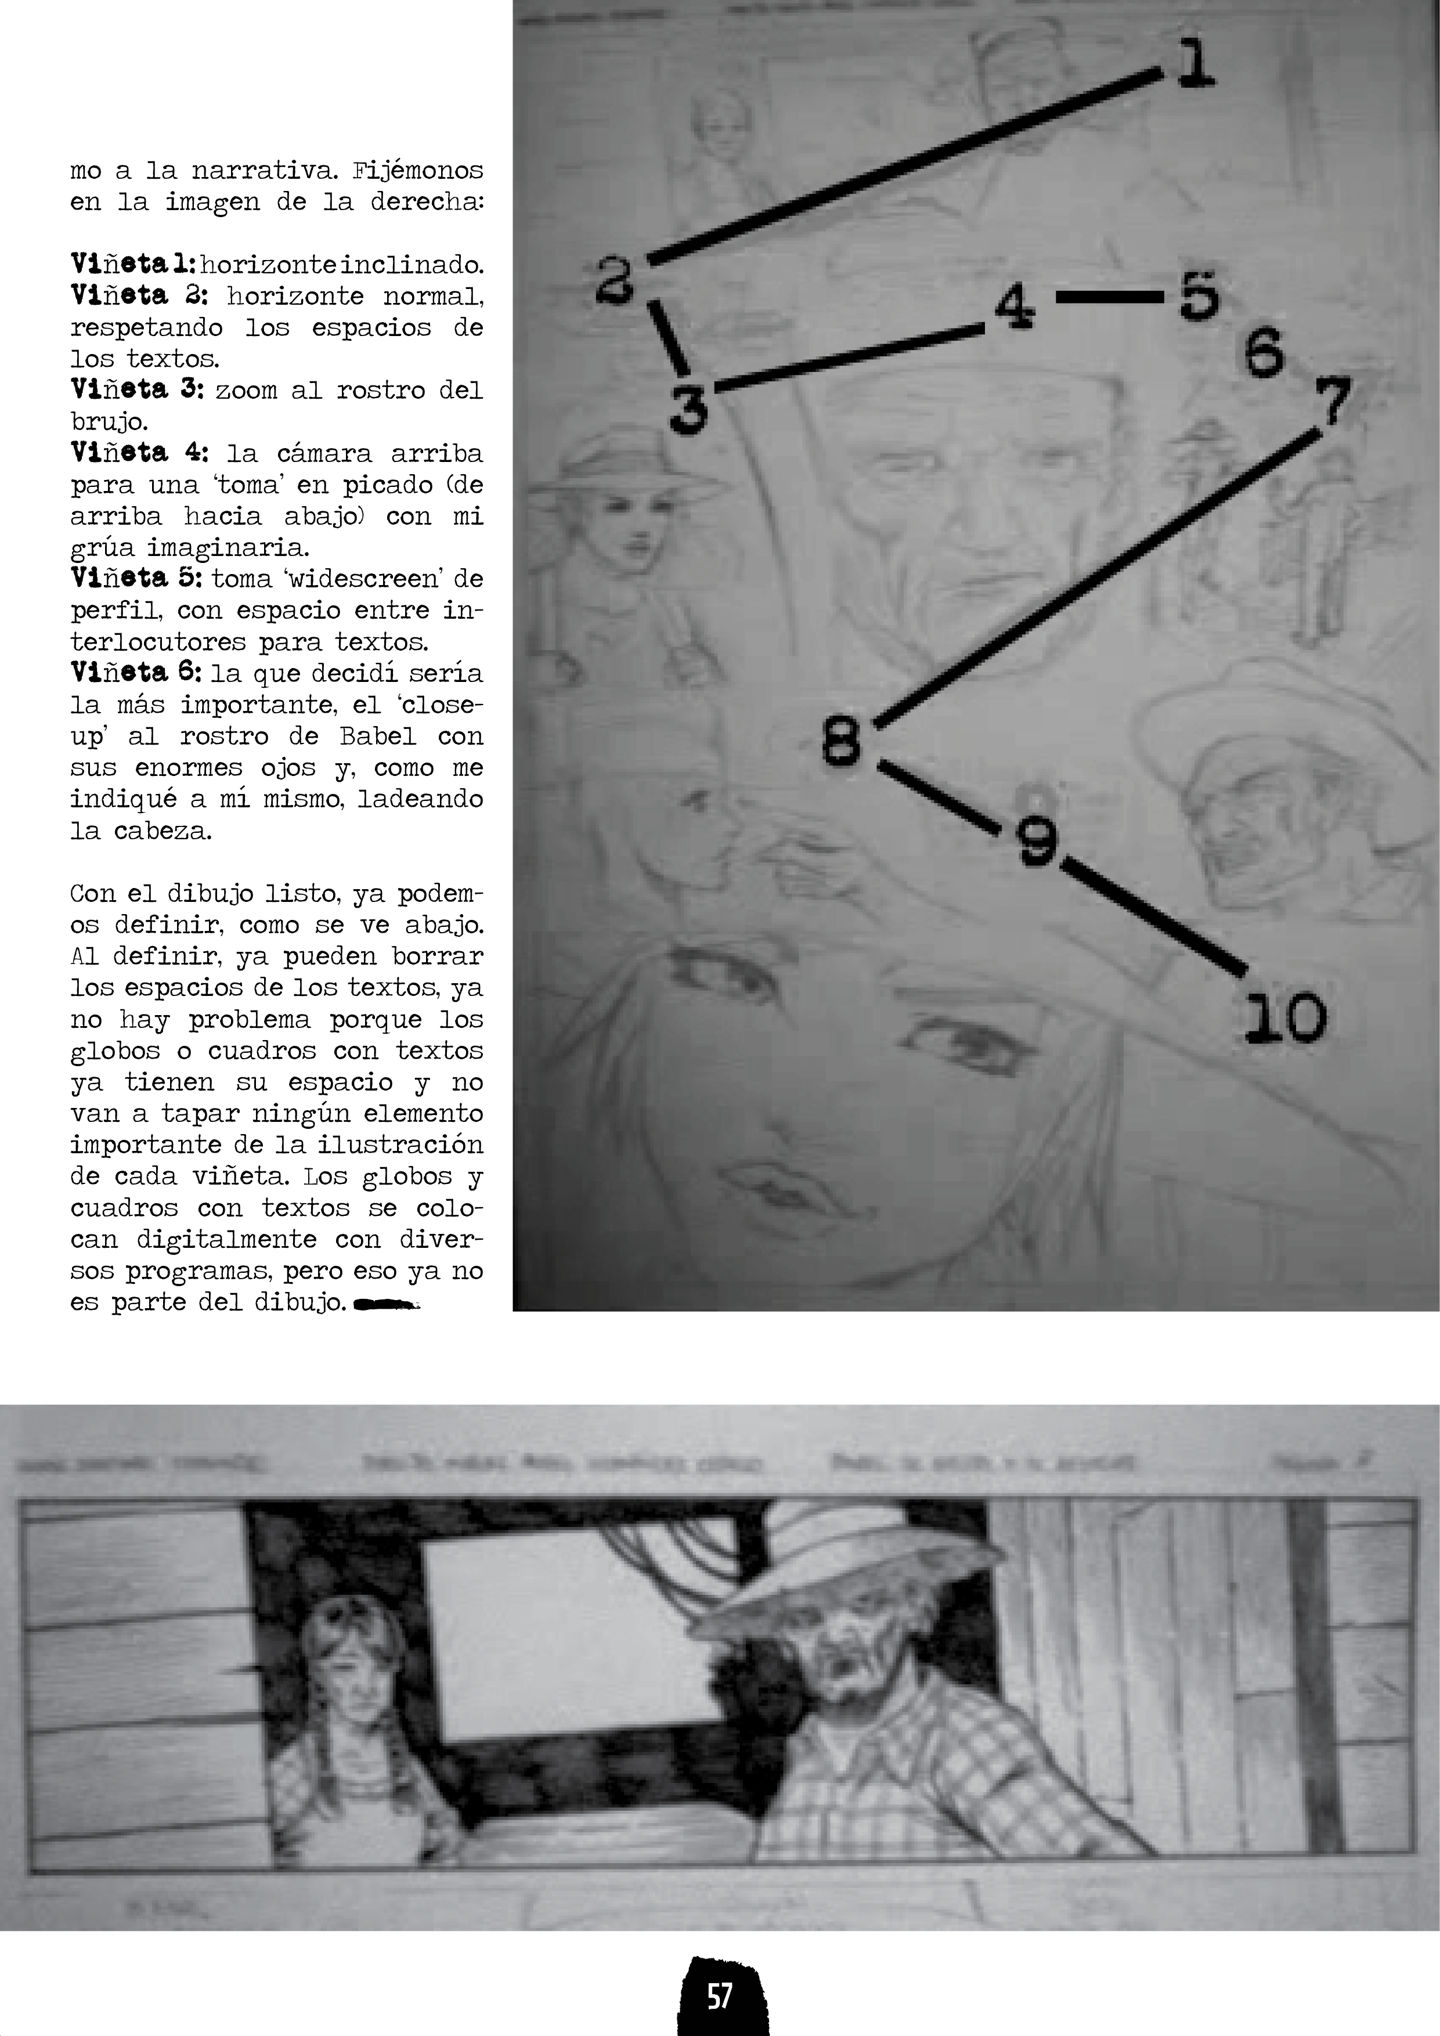 mo a la narrativa. Fijémonos
en la imagen de la derecha:
Viñeta 1: horizonte inclinado.
Viñeta 2: horizonte normal,
respetando los espacios de
los textos.
Viñeta 3: zoom al rostro del
brujo.
Viñeta 4: la cámara arriba
para una ‘toma’ en picado (de
arriba hacia abajo) con mi
grúa imaginaria.
Viñeta 5: toma ‘widescreen’ de
perfil, con espacio entre in-
terlocutores para textos.
Viñeta 6: la que decidí sería
la más importante, el ‘close-
up’ al rostro de Babel con
sus enormes ojos y, como me
indiqué a mí mismo, ladeando
la cabeza.
Con el dibujo listo, ya podem-
os definir, como se ve abajo.
Al definir, ya pueden borrar
los espacios de los textos, ya
no hay problema porque los
globos o cuadros con textos
ya tienen su espacio y no
van a tapar ningún elemento
importante de la ilustración
de cada viñeta. Los globos y
cuadros con textos se colo-
can digitalmente con diver-
sos programas, pero eso ya no
es parte del dibujo.
1
2
3
4
5
6
7
8
9
10
57